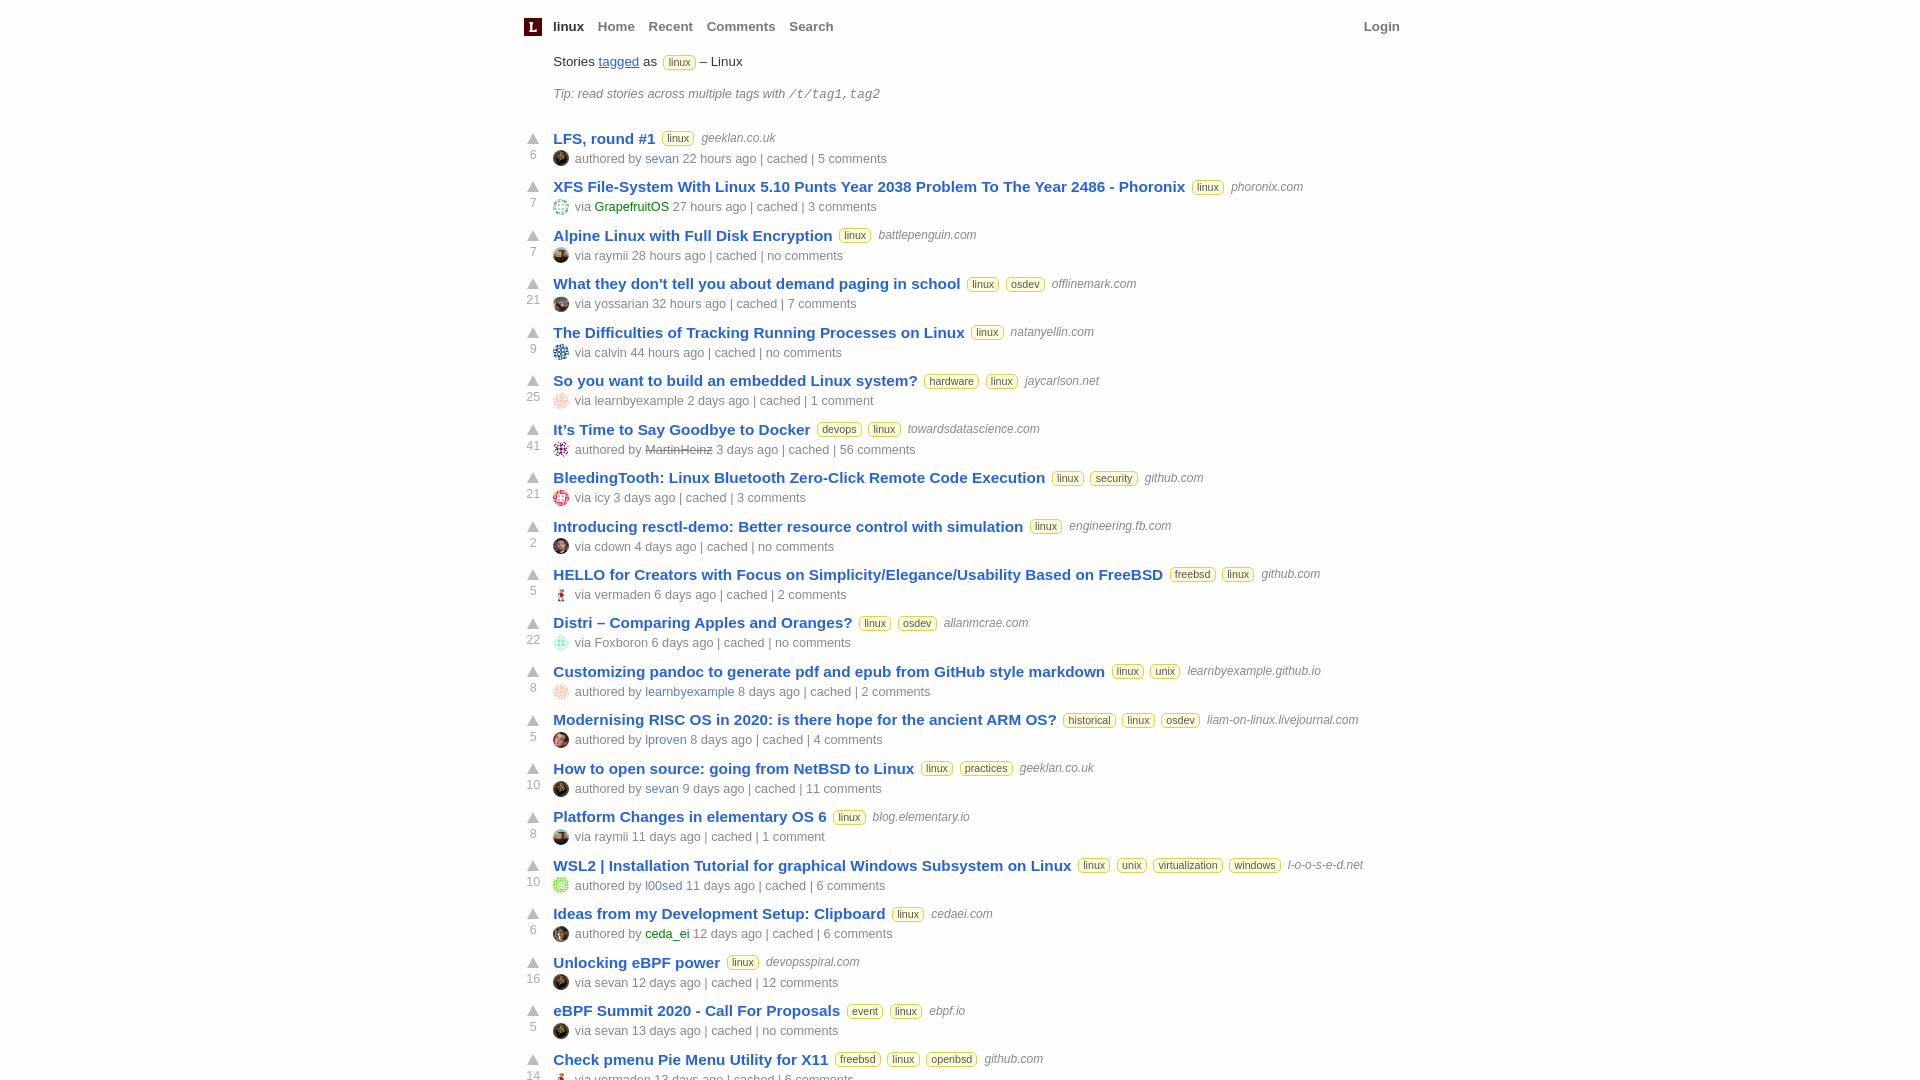 L linux Home Recent Comments Search Login
Stories tagged as linux – Linux
Tip: read stories across multiple tags with /t/tag1,tag2
LFS, round #1 linux geeklan.co.uk
6 authored by sevan 22 hours ago | cached | 5 comments
XFS File-System With Linux 5.10 Punts Year 2038 Problem To The Year 2486 - Phoronix linux phoronix.com
7 via GrapefruitOS 27 hours ago | cached | 3 comments
Alpine Linux with Full Disk Encryption linux battlepenguin.com
7 via raymii 28 hours ago | cached | no comments
What they don't tell you about demand paging in school linux osdev offlinemark.com
21 via yossarian 32 hours ago | cached | 7 comments
The Difficulties of Tracking Running Processes on Linux linux natanyellin.com
9 via calvin 44 hours ago | cached | no comments
So you want to build an embedded Linux system? hardware linux jaycarlson.net
25 via learnbyexample 2 days ago | cached | 1 comment
It’s Time to Say Goodbye to Docker devops linux towardsdatascience.com
41 authored by MartinHeinz 3 days ago | cached | 56 comments
BleedingTooth: Linux Bluetooth Zero-Click Remote Code Execution linux security github.com
21 via icy 3 days ago | cached | 3 comments
Introducing resctl-demo: Better resource control with simulation linux engineering.fb.com
2 via cdown 4 days ago | cached | no comments
HELLO for Creators with Focus on Simplicity/Elegance/Usability Based on FreeBSD freebsd linux github.com
5 via vermaden 6 days ago | cached | 2 comments
Distri – Comparing Apples and Oranges? linux osdev allanmcrae.com
22 via Foxboron 6 days ago | cached | no comments
Customizing pandoc to generate pdf and epub from GitHub style markdown linux unix learnbyexample.github.io
8 authored by learnbyexample 8 days ago | cached | 2 comments
Modernising RISC OS in 2020: is there hope for the ancient ARM OS? historical linux osdev liam-on-linux.livejournal.com
5 authored by lproven 8 days ago | cached | 4 comments
How to open source: going from NetBSD to Linux linux practices geeklan.co.uk
10 authored by sevan 9 days ago | cached | 11 comments
Platform Changes in elementary OS 6 linux blog.elementary.io
8 via raymii 11 days ago | cached | 1 comment
WSL2 | Installation Tutorial for graphical Windows Subsystem on Linux linux unix virtualization windows l-o-o-s-e-d.net
10 authored by l00sed 11 days ago | cached | 6 comments
Ideas from my Development Setup: Clipboard linux cedaei.com
6 authored by ceda_ei 12 days ago | cached | 6 comments
Unlocking eBPF power linux devopsspiral.com
16 via sevan 12 days ago | cached | 12 comments
eBPF Summit 2020 - Call For Proposals event linux ebpf.io
5 via sevan 13 days ago | cached | no comments
Check pmenu Pie Menu Utility for X11 freebsd linux openbsd github.com
14 via vermaden 13 days ago | cached | 6 comments